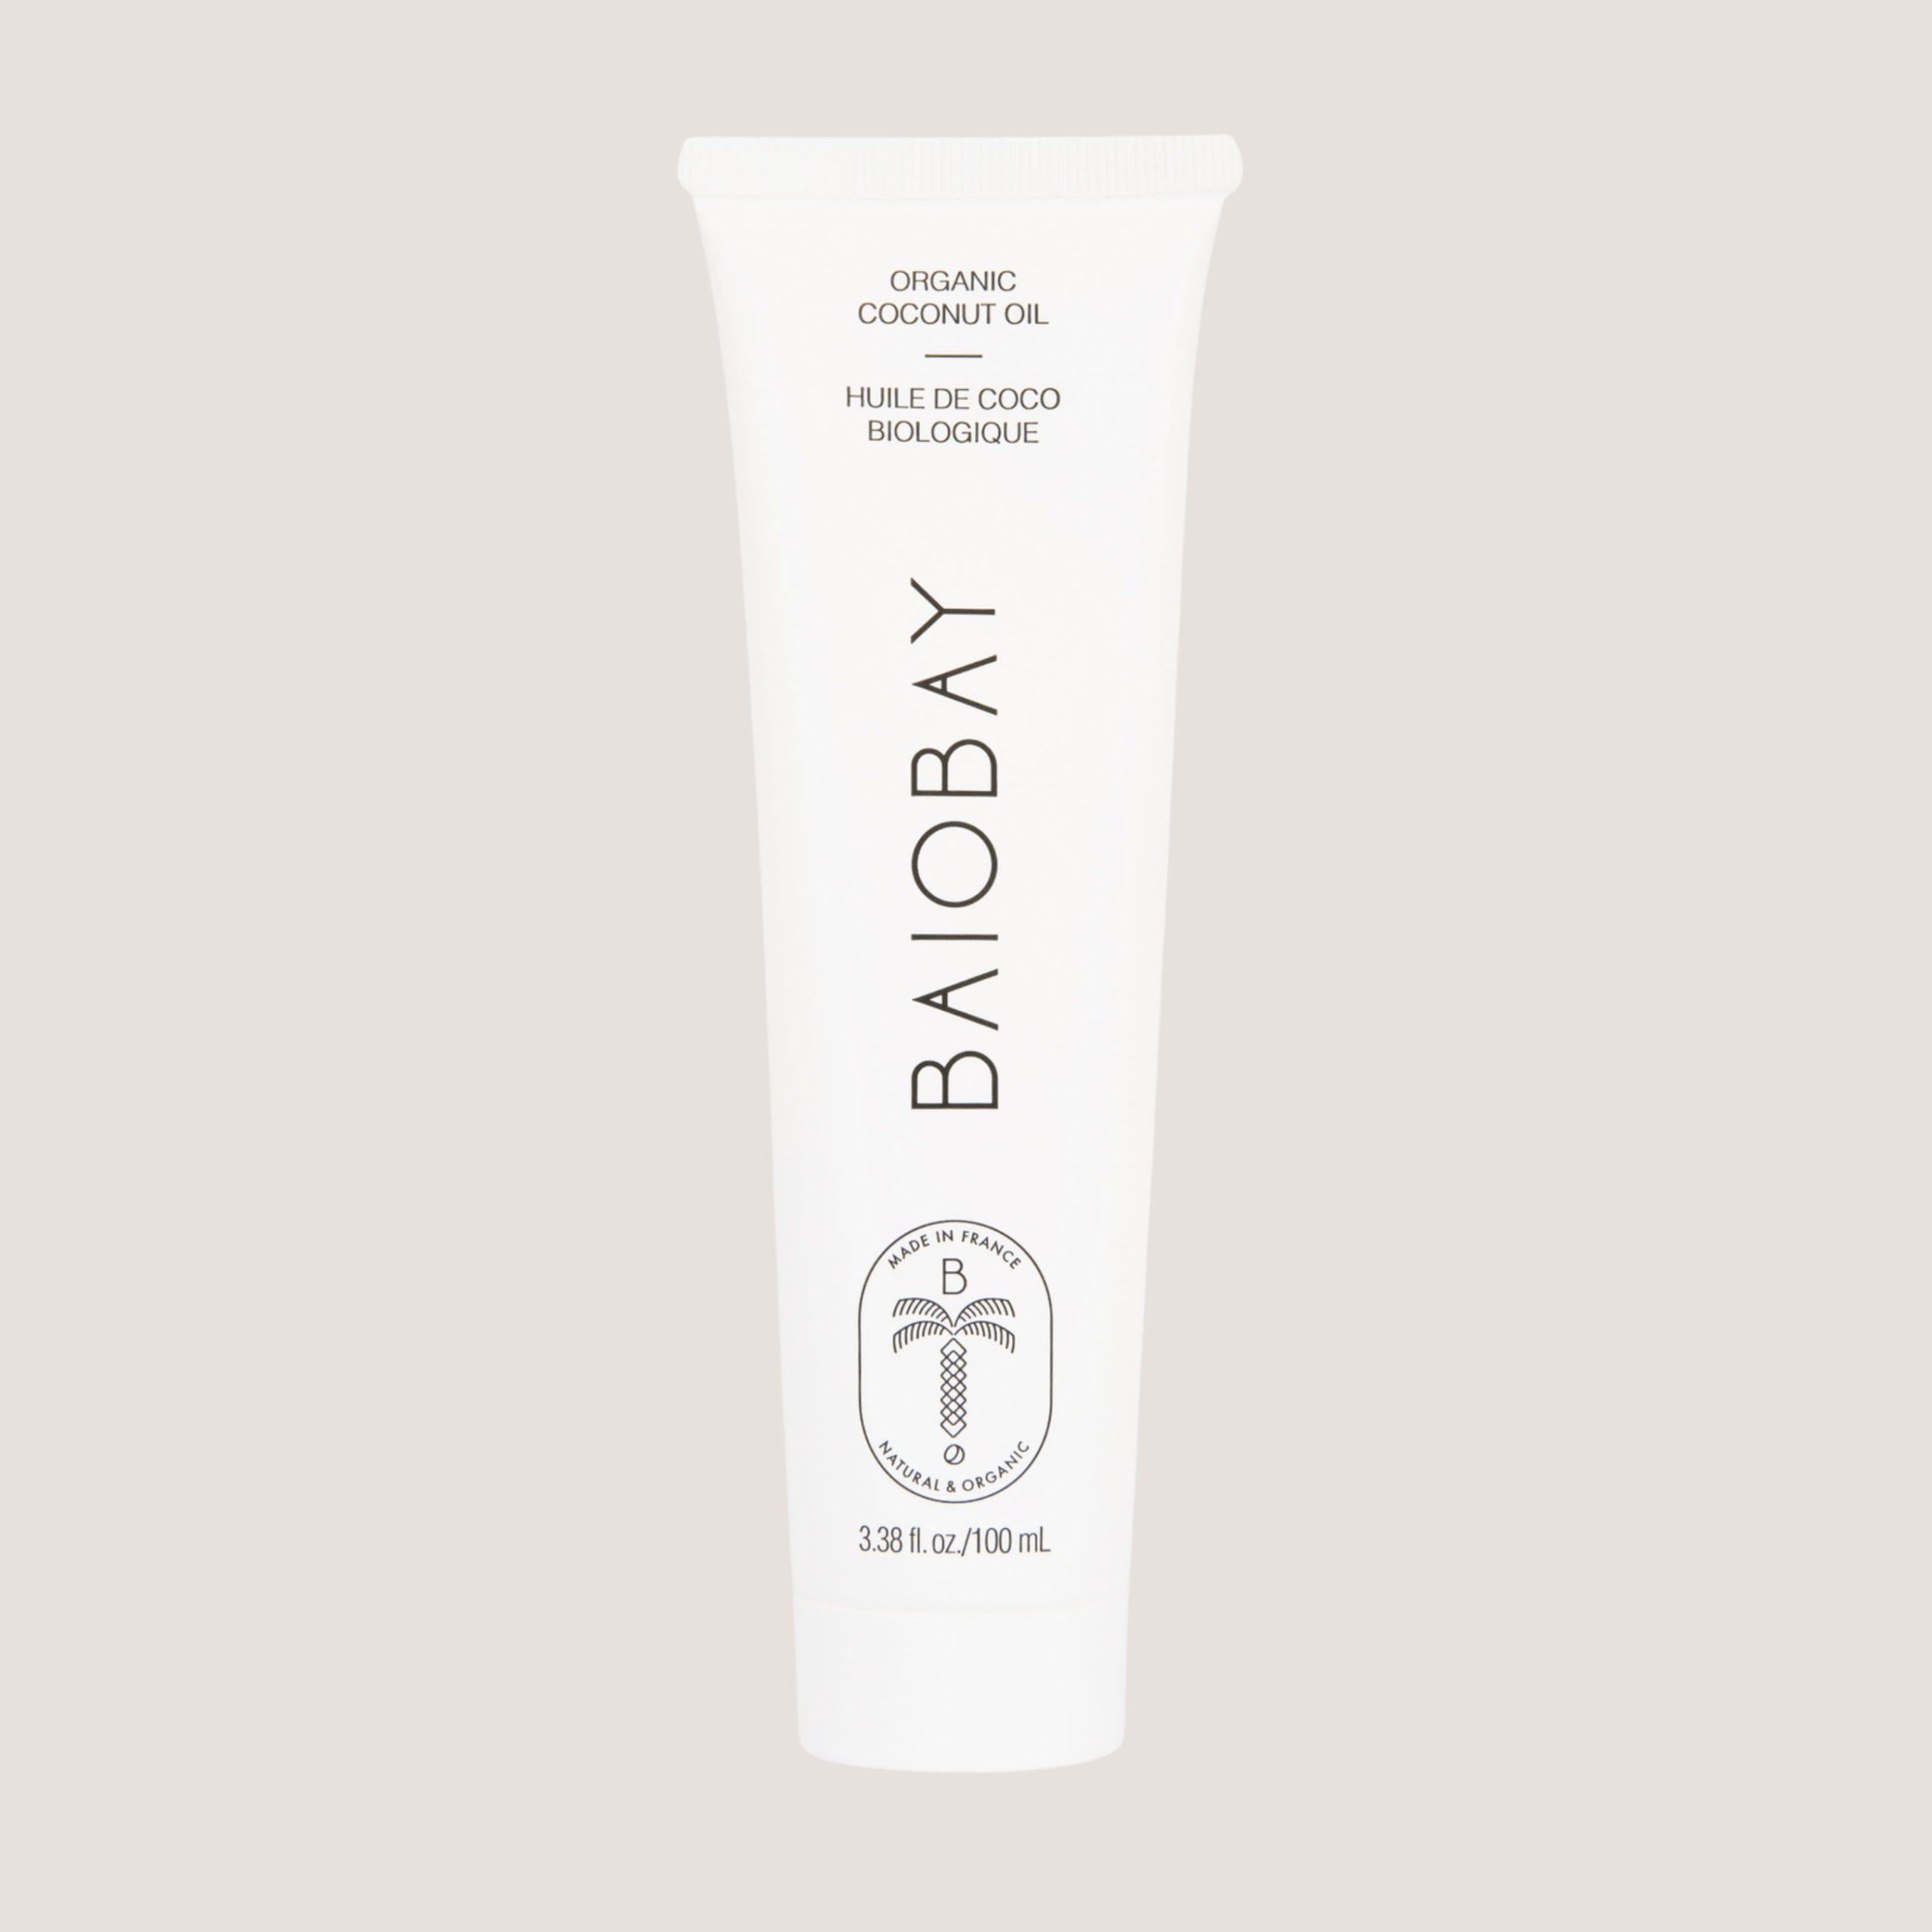 ORGANIC
COCONUT OIL
HUILE DE COCO
BIOLOGIQUE
BAIOBAY
MADE IN FRANCE
B
NATURAL & ORGANIC
3.38 fl. oz./100 mL